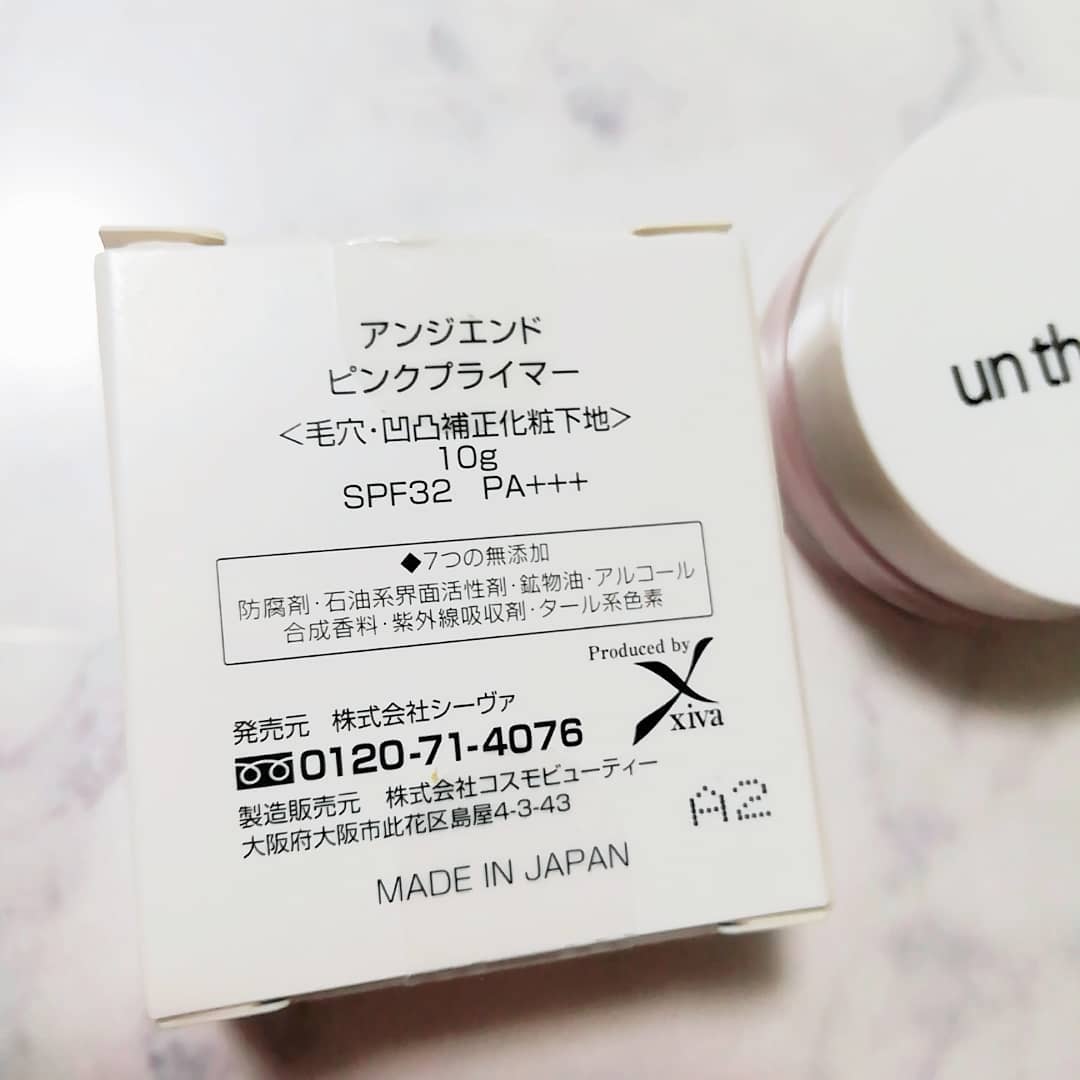 アンジエンド
ピンクプライマー
＜毛穴・凹凸補正化粧下地＞
10g
SPF32 PA+++
◆7つの無添加
防腐剤・石油系界面活性剤・鉱物油・アルコール
合成香料・紫外線吸収剤・タール系色素
Produced by
xiva
発売元 株式会社シーヴァ
0120-71-4076
製造販売元 株式会社コスモビューティー
大阪府大阪市此花区島屋4-3-43
A2
MADE IN JAPAN
un th